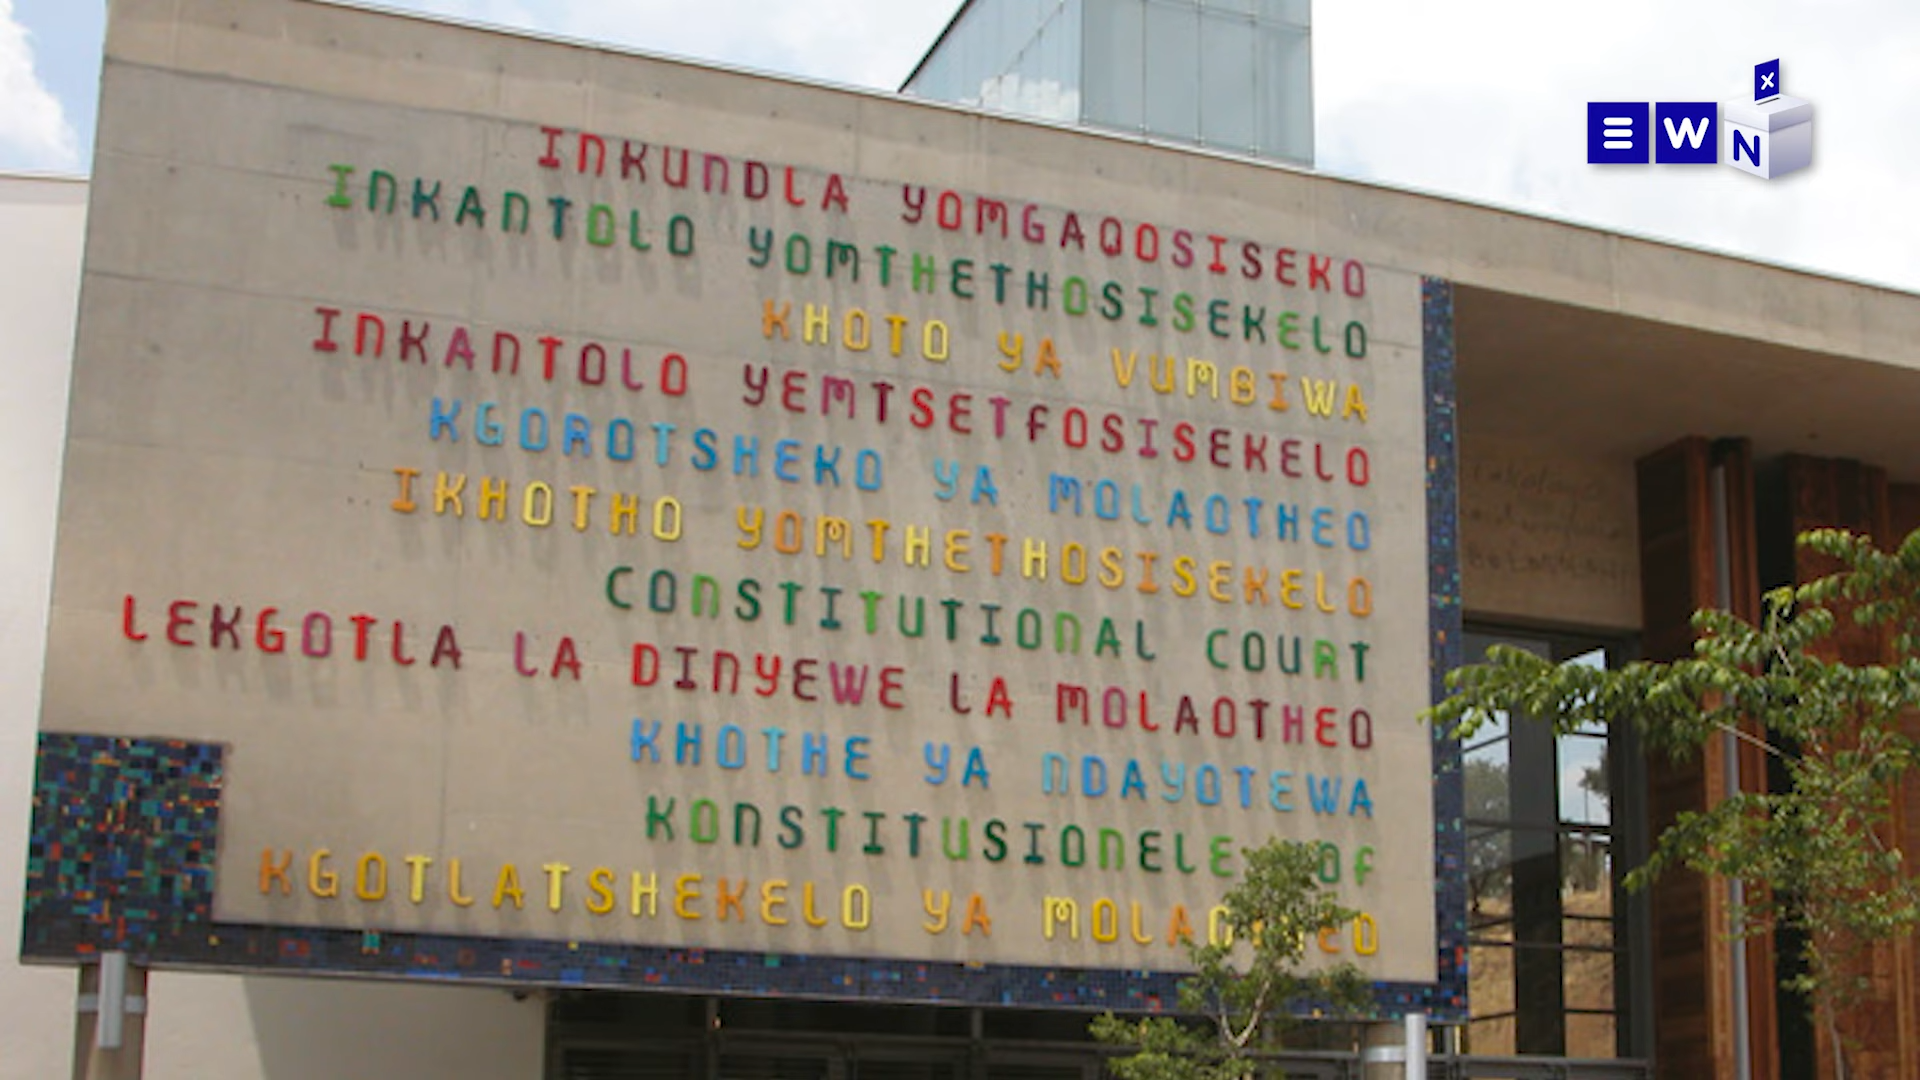 INKUNDLA YOMGAQOSISEKO
INKANTOLO YOMTHETHOSISEKELO
KHOTO YA VUMBIWA
INKANTOLO YEMTSETFOSISEKELO
KGOROTSHEKO YA MOLAOTHEO
IKHOTHO YOMTHETHOSISEKELO
CONSTITUTIONAL COURT
LEKGOTLA LA DINYEWE LA MOLAOTHEO
KHOTHE YA NDAYOTEWA
KONSTITUSIONELE HOF
KGOTLATSHEKELO YA MOLAOTHEO
EWN
X